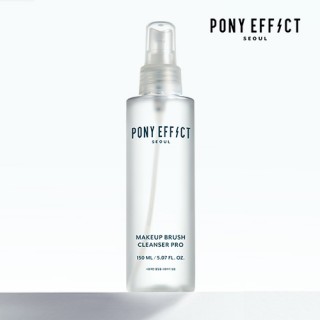 PONY EFFECT
SEOUL
PONY EFFECT
SEOUL
MAKEUP BRUSH
CLEANSER PRO
150 ML / 5.07 FL. OZ.